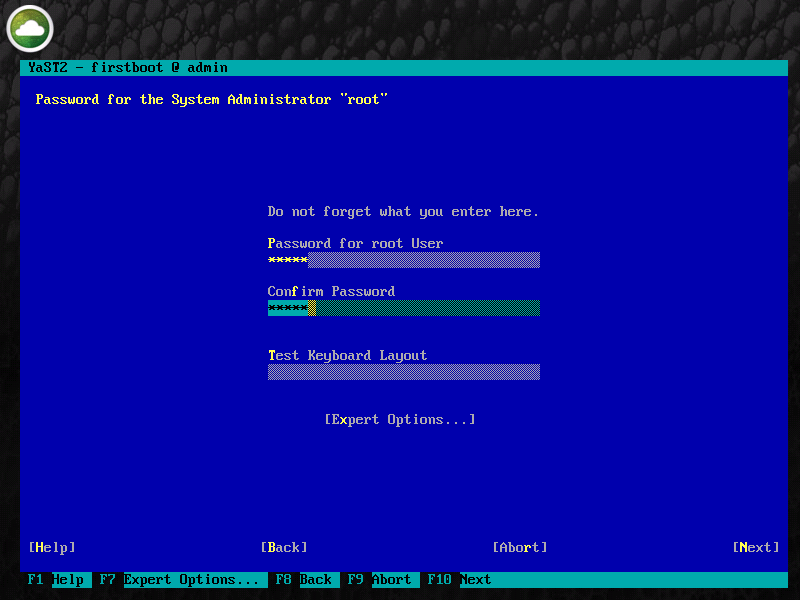 YaST2 - firstboot @ admin
Password for the System Administrator "root"
Do not forget what you enter here.
Password for root User
*****
Confirm Password
*****
Test Keyboard Layout
[Expert Options...]
[Help] [Back] [Abort] [Next]
F1 Help F7 Expert Options... F8 Back F9 Abort F10 Next